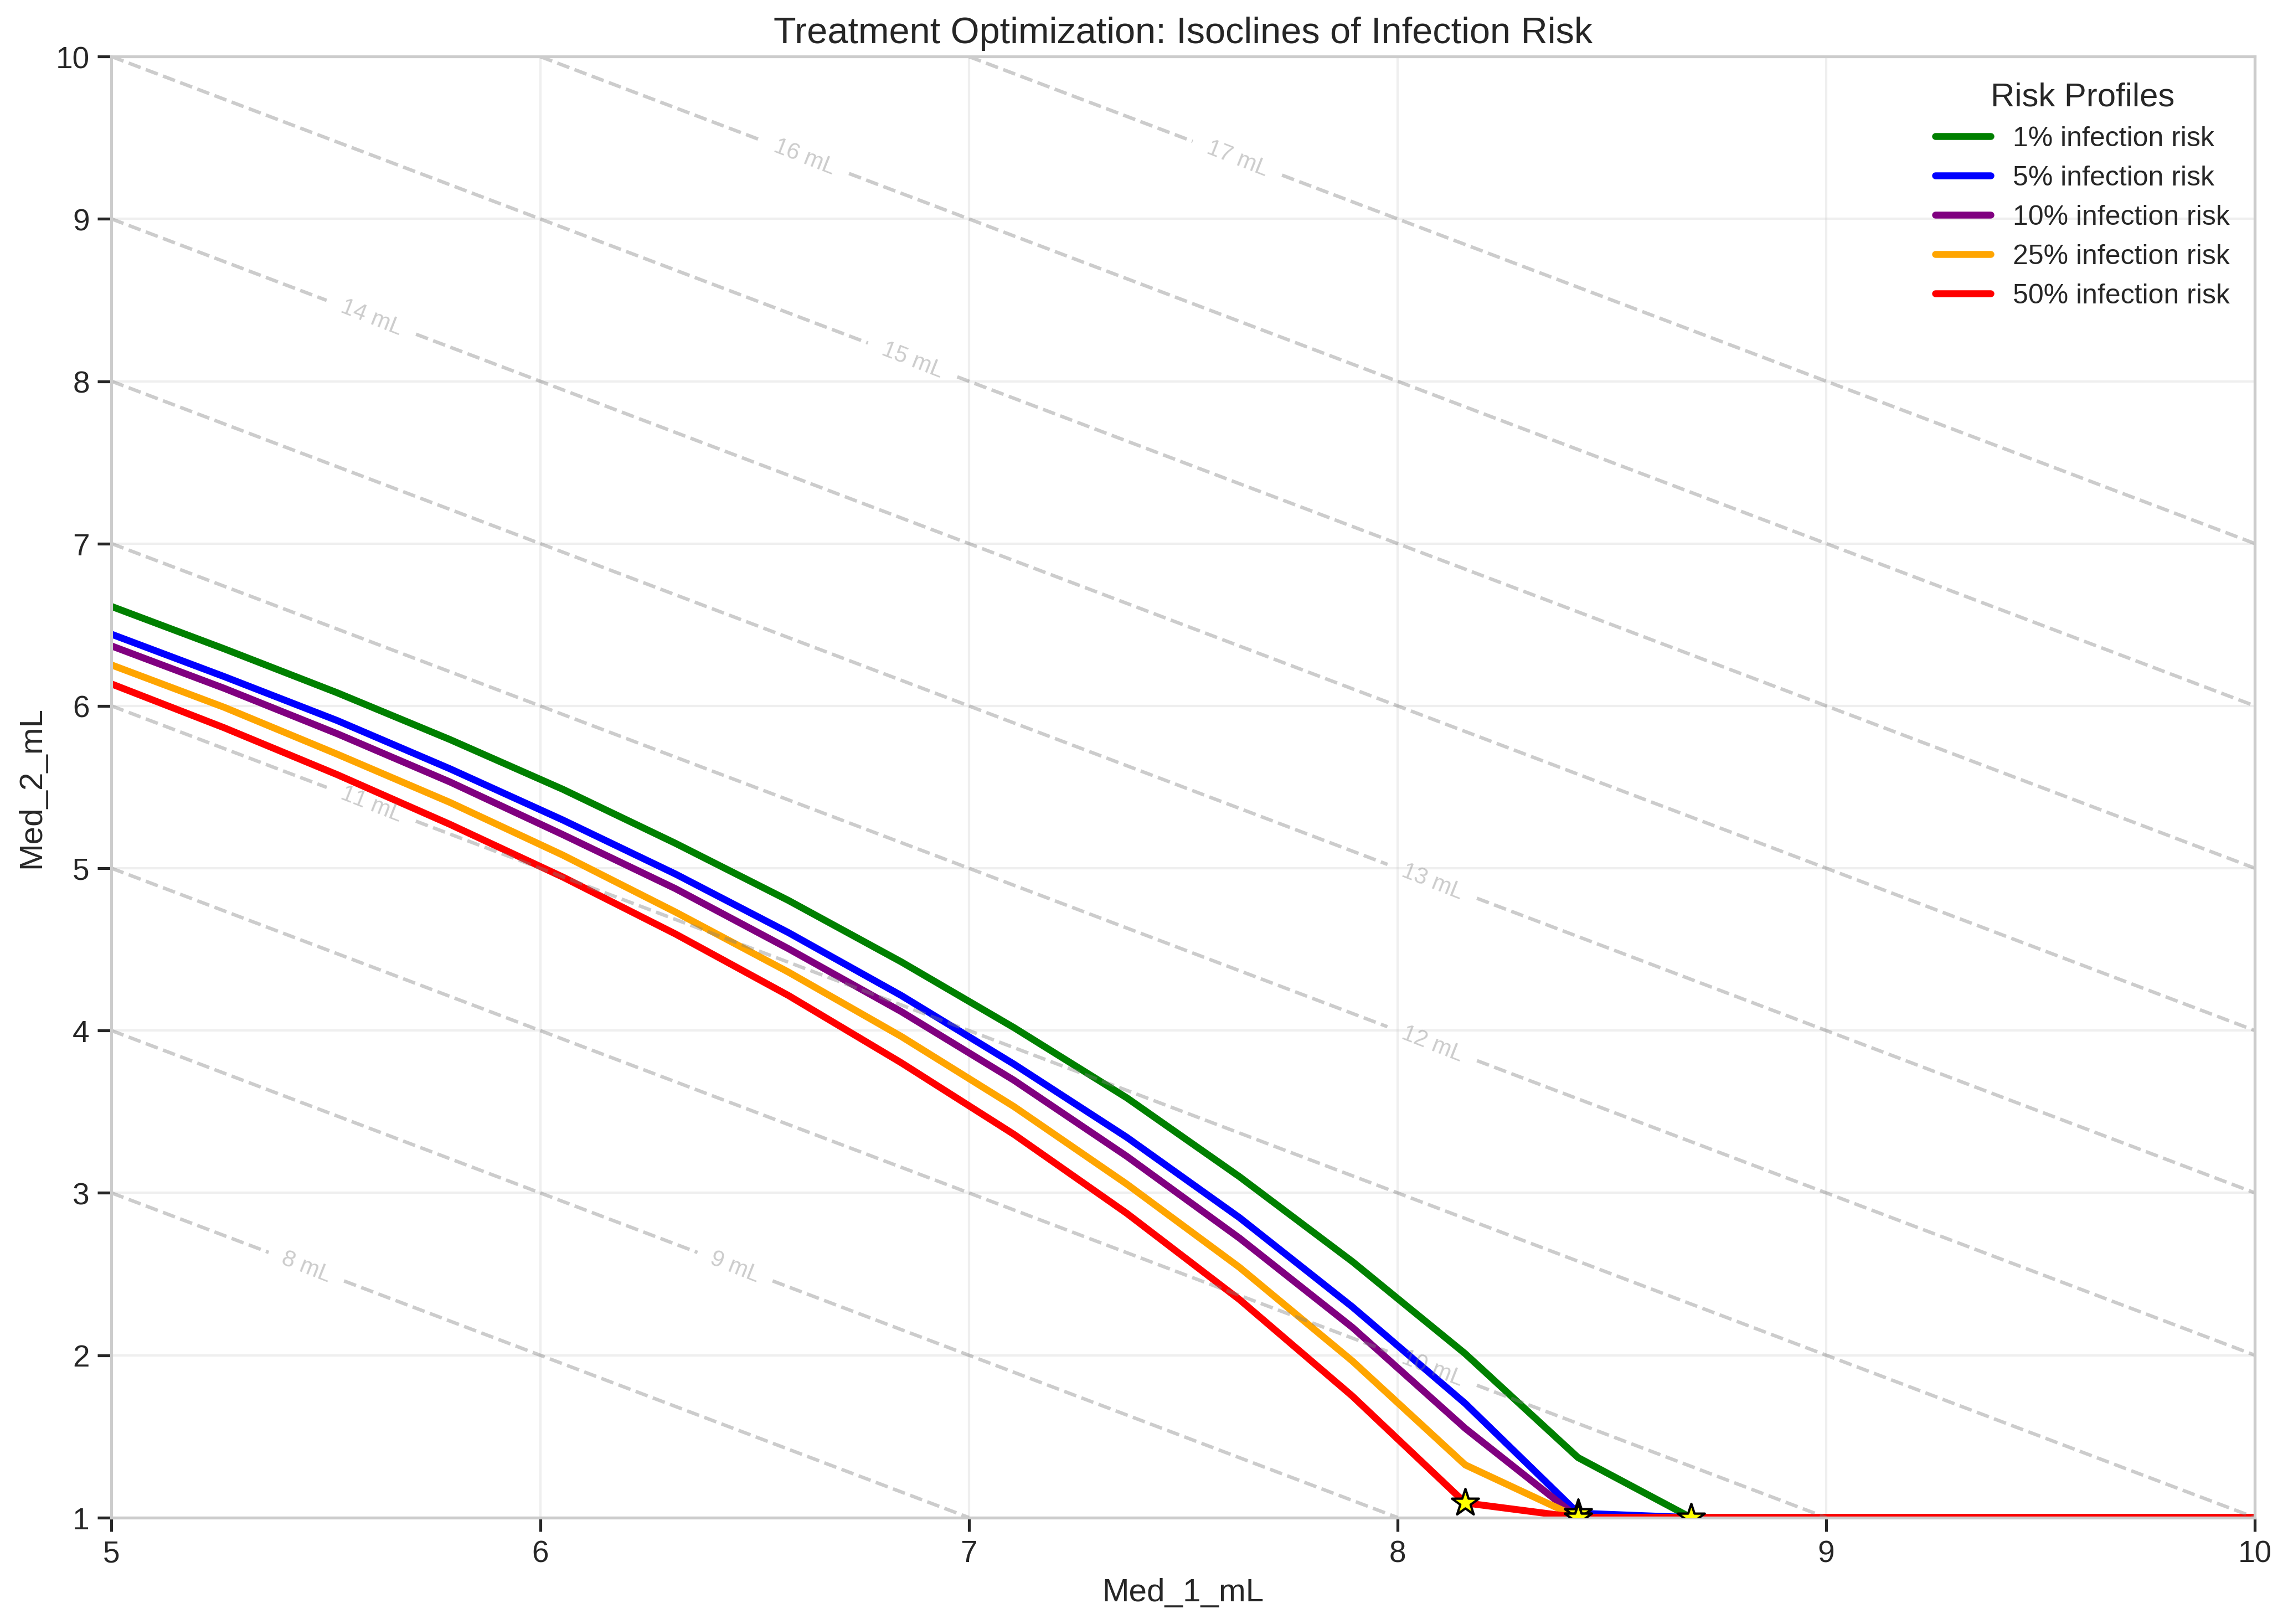 Treatment Optimization: Isoclines of Infection Risk
Risk Profiles
1% infection risk
5% infection risk
10% infection risk
25% infection risk
50% infection risk
10
9
8
7
6
5
4
3
2
1
Med_2_mL
16 mL
17 mL
14 mL
15 mL
11 mL
13 mL
12 mL
8 mL
9 mL
10 mL
5
6
7
8
9
10
Med_1_mL